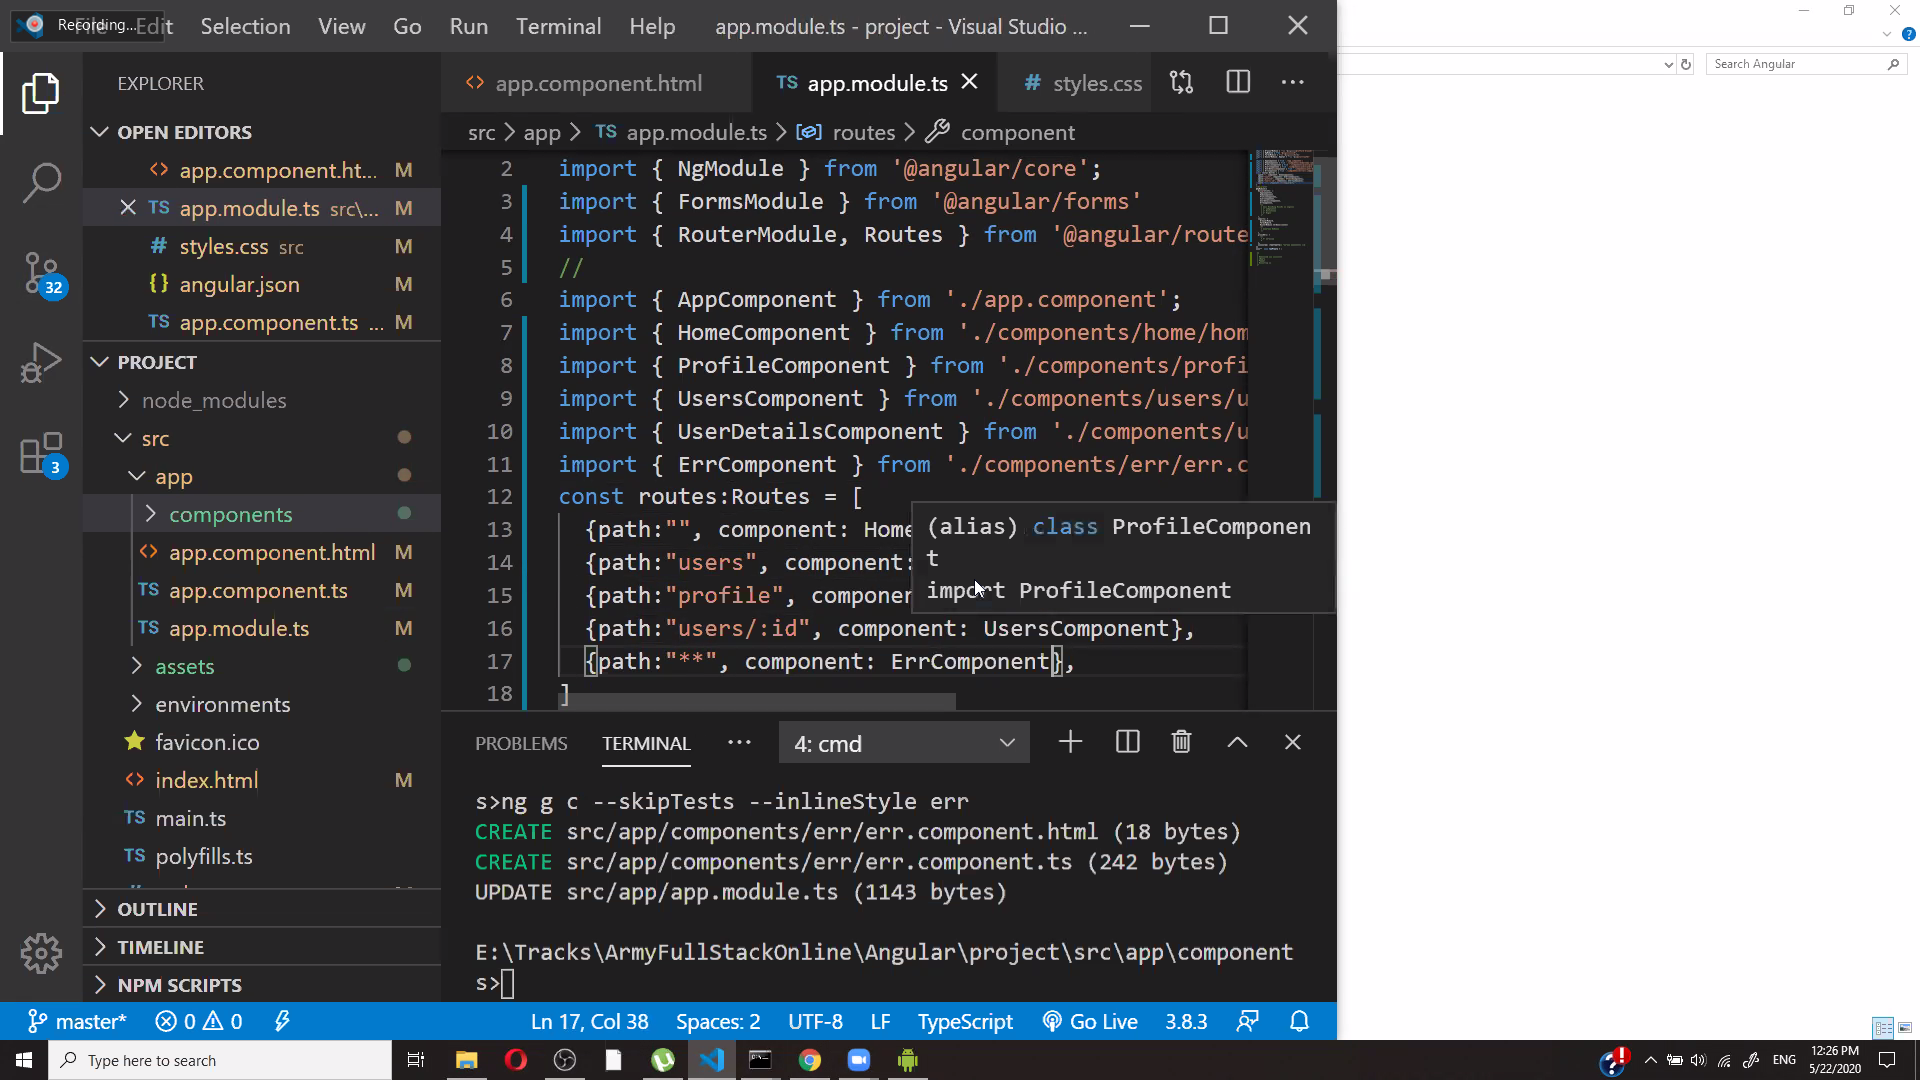 Recording...
File Edit Selection View Go Run Terminal Help
app.module.ts - project - Visual Studio ...
Search Angular
EXPLORER
OPEN EDITORS
app.component.ht... M
app.module.ts src\... M
styles.css src M
angular.json M
app.component.ts ... M
PROJECT
node_modules
src
app
components
app.component.html M
app.component.ts M
app.module.ts M
assets
environments
favicon.ico
index.html M
main.ts
polyfills.ts
OUTLINE
TIMELINE
NPM SCRIPTS
32
3
app.component.html
TS app.module.ts
# styles.css
src > app > TS app.module.ts > routes > component
2 import { NgModule } from '@angular/core';
3 import { FormsModule } from '@angular/forms'
4 import { RouterModule, Routes } from '@angular/route
5 //
6 import { AppComponent } from './app.component';
7 import { HomeComponent } from './components/home/hom
8 import { ProfileComponent } from './components/profi
9 import { UsersComponent } from './components/users/u
10 import { UserDetailsComponent } from './components/u
11 import { ErrComponent } from './components/err/err.c
12 const routes:Routes = [
13 {path:"", component: Home
14 {path:"users", component:
15 {path:"profile", componen
16 {path:"users/:id", component: UsersComponent},
17 {path:"**", component: ErrComponent},
18 ]
(alias) class ProfileComponen
t
import ProfileComponent
PROBLEMS TERMINAL ... 4: cmd
s>ng g c --skipTests --inlineStyle err
CREATE src/app/components/err/err.component.html (18 bytes)
CREATE src/app/components/err/err.component.ts (242 bytes)
UPDATE src/app/app.module.ts (1143 bytes)
E:\Tracks\ArmyFullStackOnline\Angular\project\src\app\component
s>
master* 0 0 Ln 17, Col 38 Spaces: 2 UTF-8 LF TypeScript Go Live 3.8.3
Type here to search
ENG
12:26 PM
5/22/2020